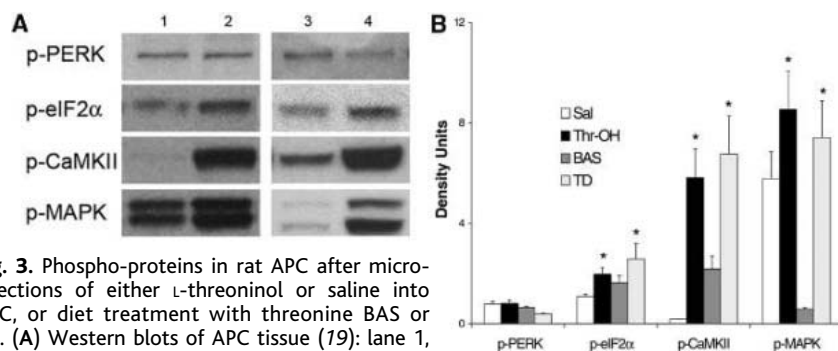 A
1 2 3 4
p-PERK
p-eIF2α
p-CaMKII
p-MAPK
B
12
8
4
0
Density Units
Sal
Thr-OH
BAS
TD
* * * * * *
p-PERK p-eIF2α p-CaMKII p-MAPK
g. 3. Phospho-proteins in rat APC after micro-
ections of either L-threoninol or saline into
C, or diet treatment with threonine BAS or
. (A) Western blots of APC tissue (19): lane 1,